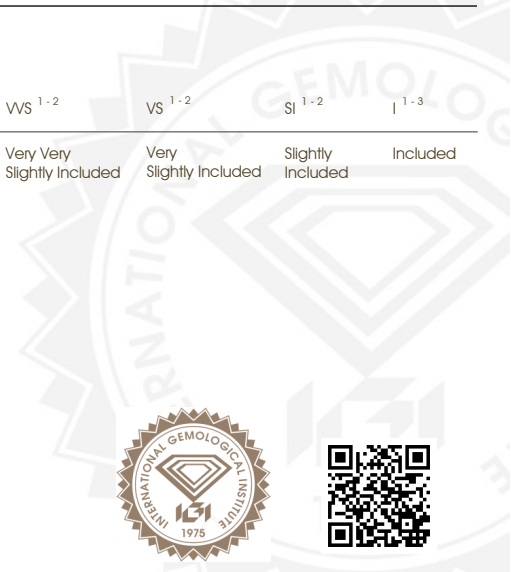 VVS 1 - 2 VS 1 - 2 SI 1 - 2 I 1 - 3
Very Very Slightly Included
Very Slightly Included
Slightly Included
Included
INTERNATIONAL GEMOLOGICAL INSTITUTE
IGI
1975